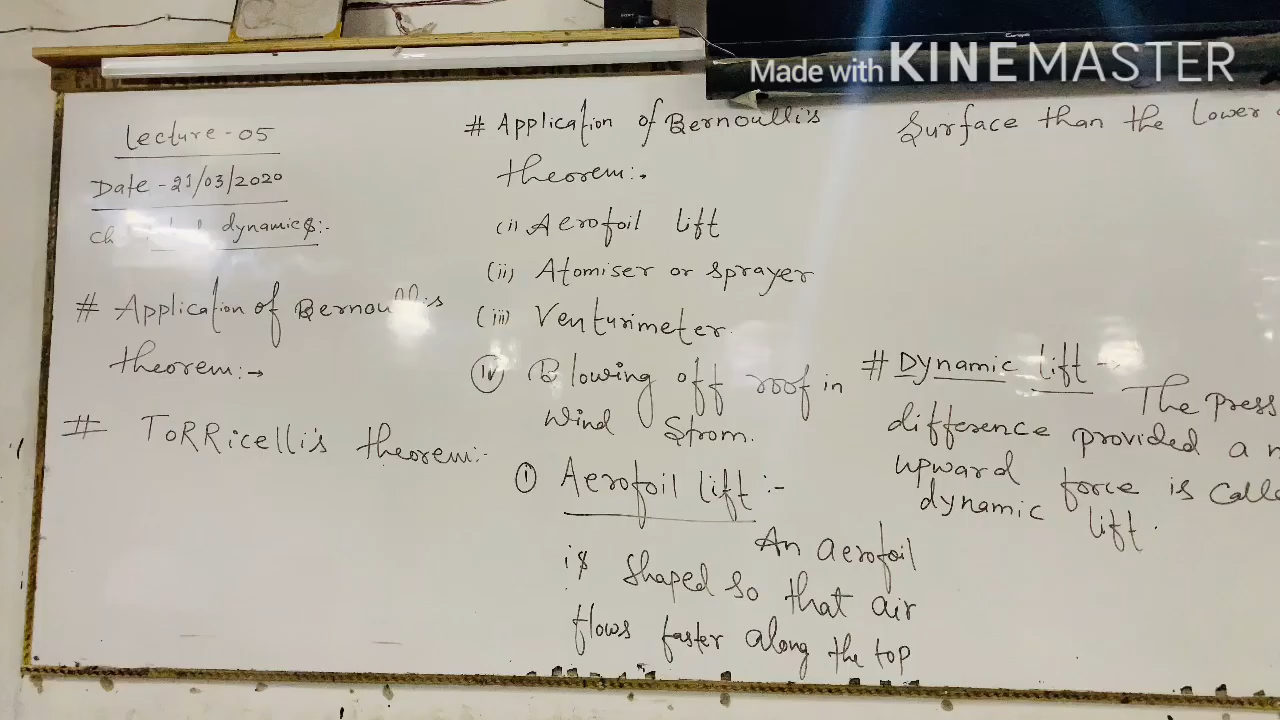 Made with KINEMASTER
Lecture-05
Date - 21/03/2020
dynamics:-
# Application of Bernoulli's
theorem:→
# ToRRicelli's theorem:-
# Application of Bernoulli's
theorem:-
(i) Aerofoil lift
(ii) Atomiser or sprayer
(iii) Venturimeter.
(iv) Blowing off roof in
wind Strom.
(1) Aerofoil lift :-
An aerofoil
is shaped so that air
flows faster along the top
Surface than the lower
# Dynamic lift →
The press
difference provided a
upward force is calle
dynamic lift.